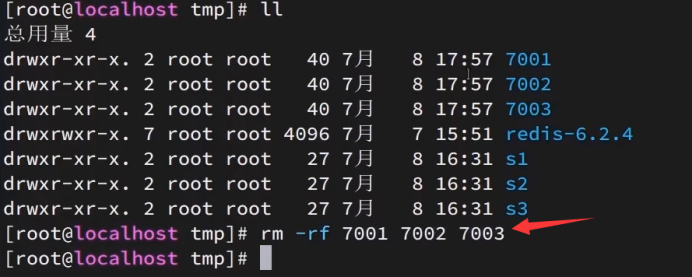 [root@localhost tmp]# ll
总用量 4
drwxr-xr-x. 2 root root   40 7月   8 17:57 7001
drwxr-xr-x. 2 root root   40 7月   8 17:57 7002
drwxr-xr-x. 2 root root   40 7月   8 17:57 7003
drwxrwxr-x. 7 root root 4096 7月   7 15:51 redis-6.2.4
drwxr-xr-x. 2 root root   27 7月   8 16:31 s1
drwxr-xr-x. 2 root root   27 7月   8 16:31 s2
drwxr-xr-x. 2 root root   27 7月   8 16:31 s3
[root@localhost tmp]# rm -rf 7001 7002 7003
[root@localhost tmp]#